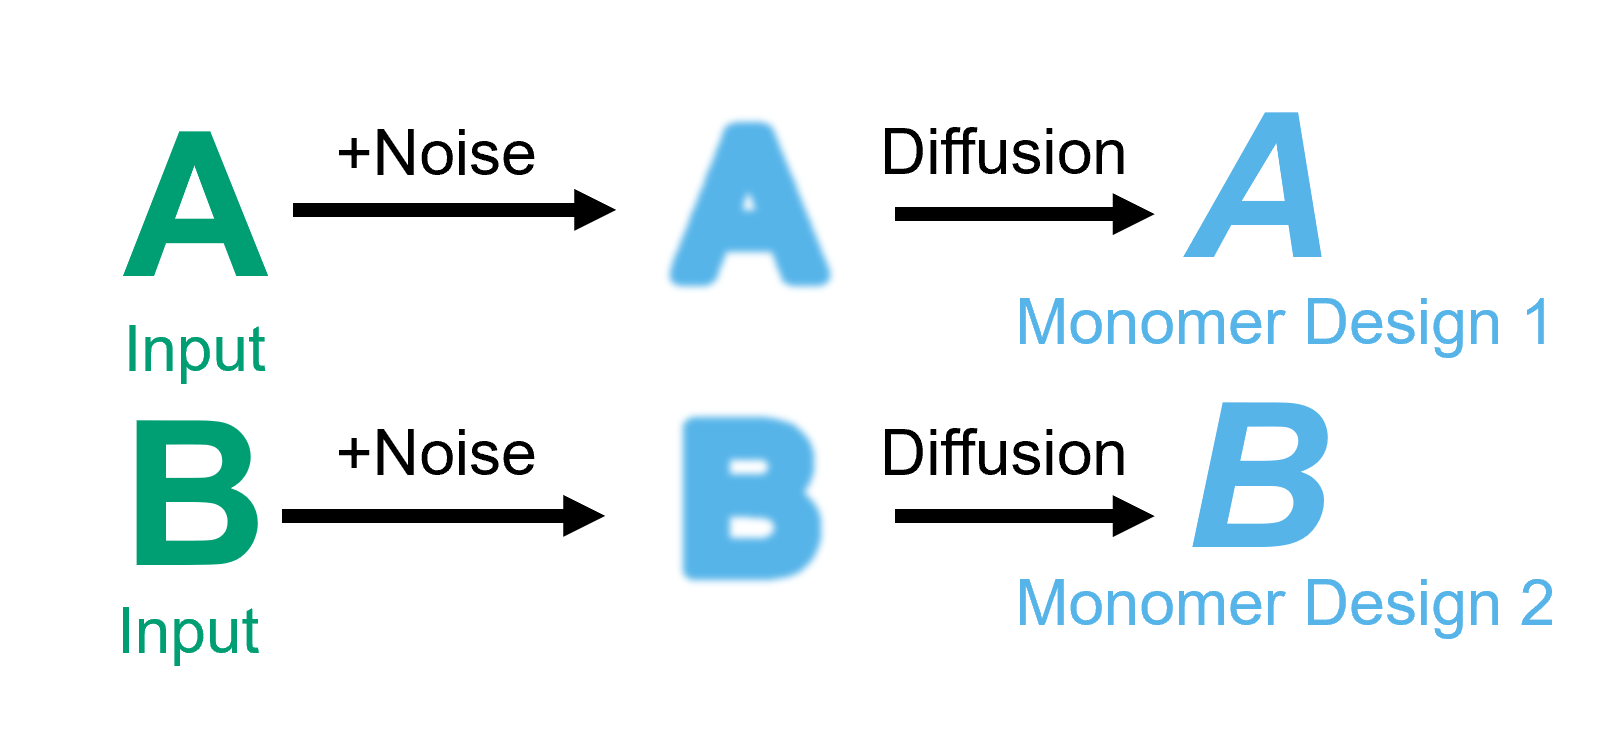 A +Noise A Diffusion A
Input
Monomer Design 1
B +Noise B Diffusion B
Input
Monomer Design 2